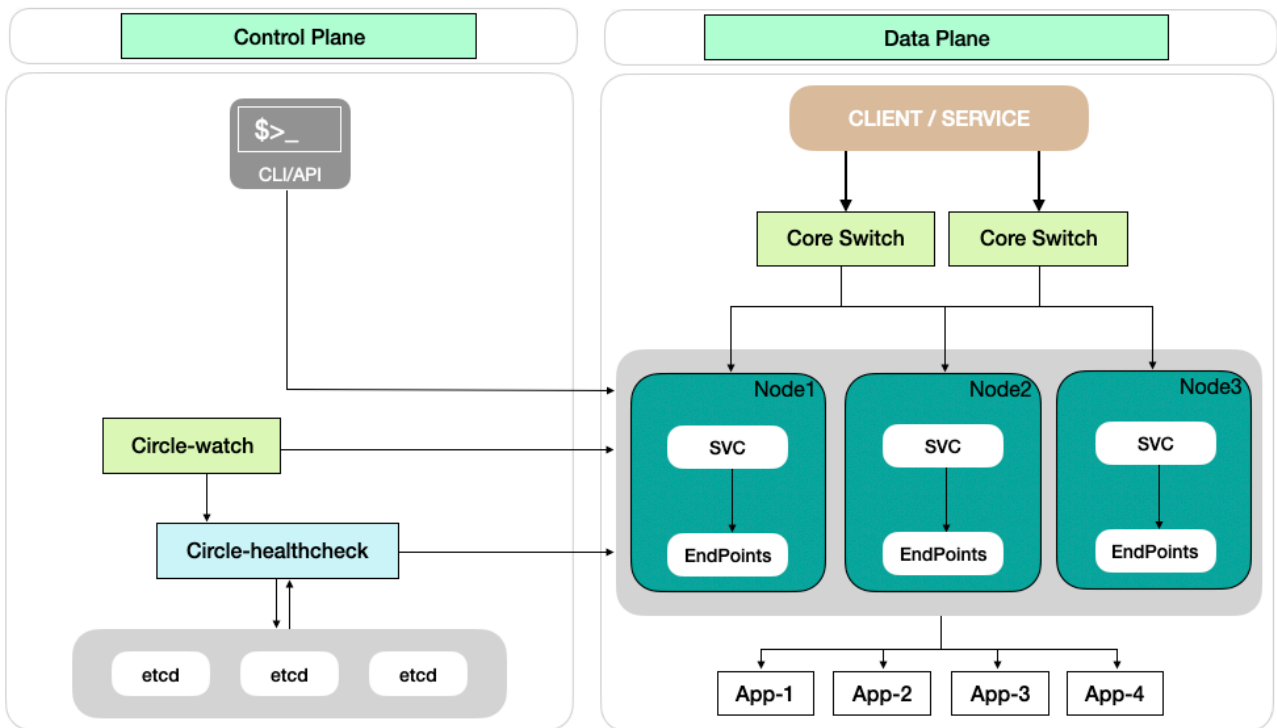 Control Plane
Data Plane
$>_
CLI/API
CLIENT / SERVICE
Core Switch
Core Switch
Node1
Node2
Node3
SVC
SVC
SVC
EndPoints
EndPoints
EndPoints
Circle-watch
Circle-healthcheck
etcd
etcd
etcd
App-1
App-2
App-3
App-4